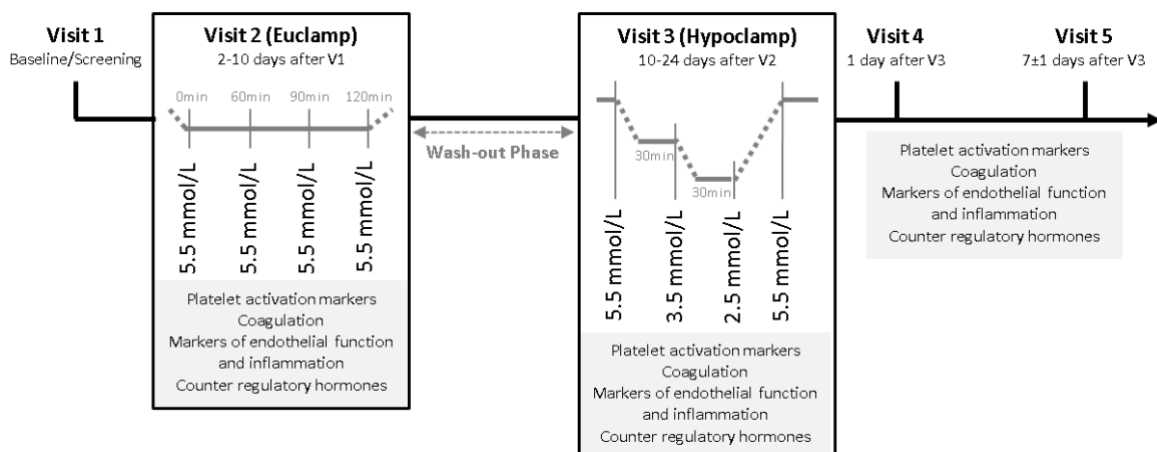 Visit 1
Baseline/Screening
Visit 2 (Euclamp)
2-10 days after V1
0min
60min
90min
120min
5.5 mmol/L
5.5 mmol/L
5.5 mmol/L
5.5 mmol/L
Platelet activation markers
Coagulation
Markers of endothelial function
and inflammation
Counter regulatory hormones
Wash-out Phase
Visit 3 (Hypoclamp)
10-24 days after V2
30min
30min
5.5 mmol/L
3.5 mmol/L
2.5 mmol/L
5.5 mmol/L
Platelet activation markers
Coagulation
Markers of endothelial function
and inflammation
Counter regulatory hormones
Visit 4
1 day after V3
Visit 5
7±1 days after V3
Platelet activation markers
Coagulation
Markers of endothelial function
and inflammation
Counter regulatory hormones